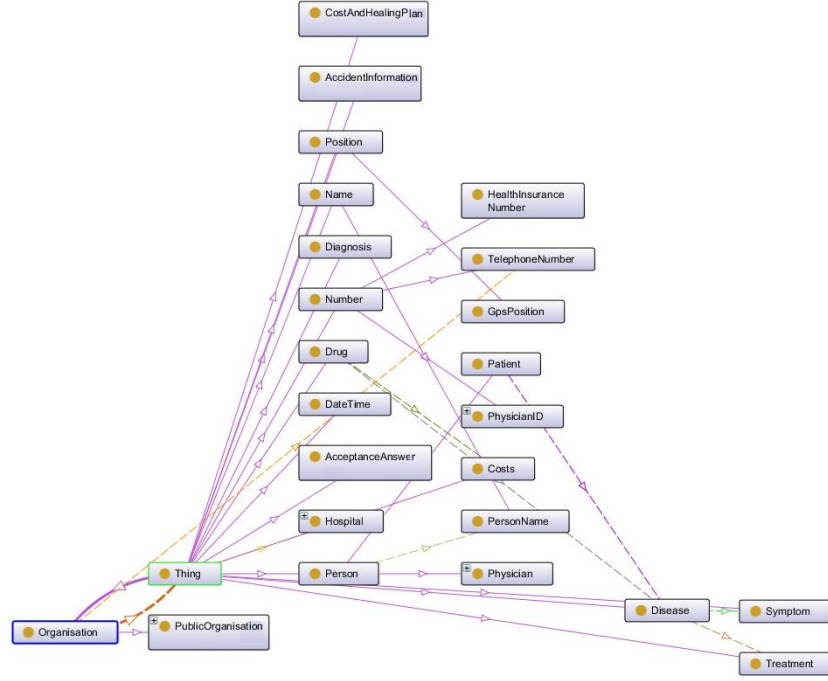 CostAndHealingPlan
AccidentInformation
Position
Name
HealthInsurance
Number
Diagnosis
TelephoneNumber
Number
GpsPosition
Drug
Patient
DateTime
PhysicianID
AcceptanceAnswer
Costs
Hospital
PersonName
Thing
Person
Physician
Organisation
PublicOrganisation
Disease
Symptom
Treatment